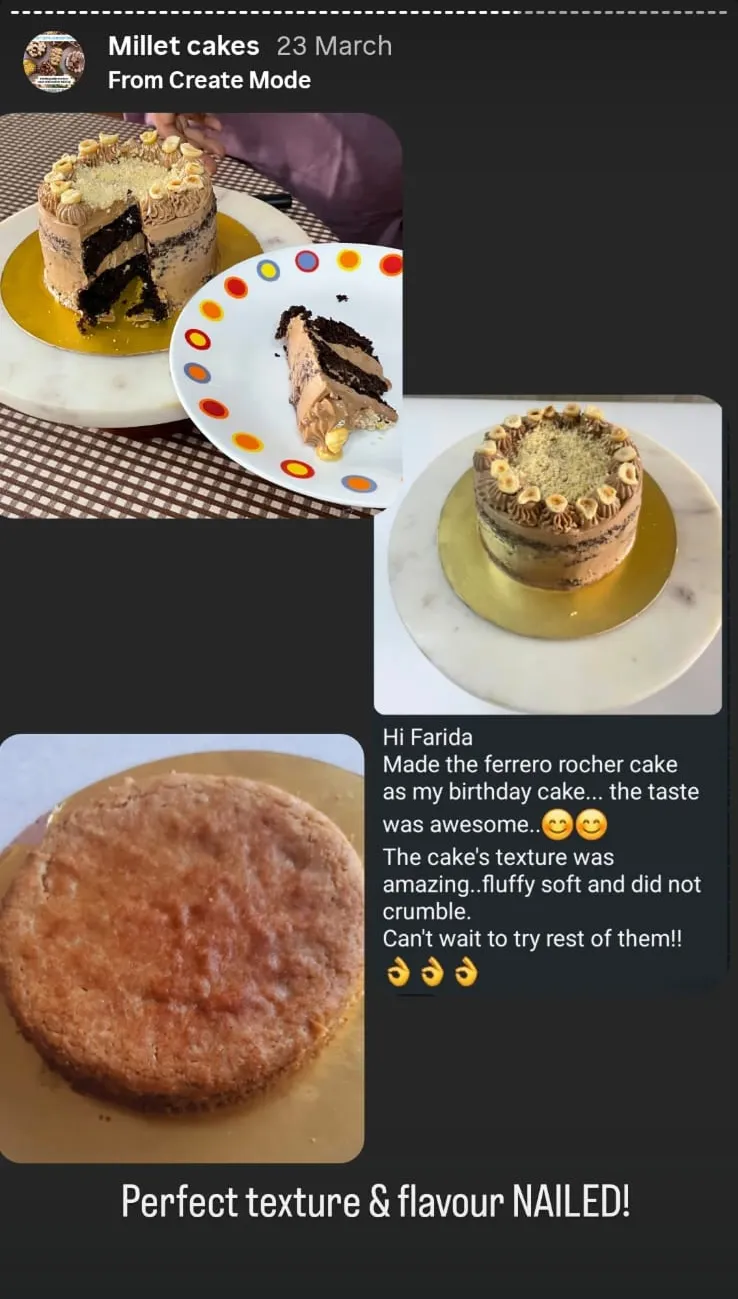 Millet cakes 23 March
From Create Mode
Hi Farida
Made the ferrero rocher cake
as my birthday cake... the taste
was awesome..😊😊
The cake's texture was
amazing..fluffy soft and did not
crumble.
Can't wait to try rest of them!!
👌👌👌
Perfect texture & flavour NAILED!